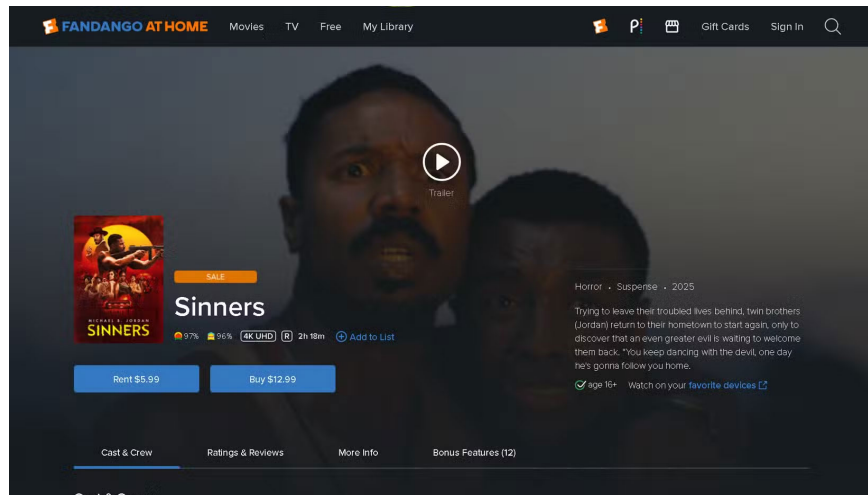 FANDANGO AT HOME
Movies
TV
Free
My Library
Gift Cards
Sign In
Trailer
MICHAEL B. JORDAN
SINNERS
SALE
Sinners
97%
96%
4K UHD
R
2h 18m
Add to List
Rent $5.99
Buy $12.99
Horror • Suspense • 2025
Trying to leave their troubled lives behind, twin brothers
(Jordan) return to their hometown to start again, only to
discover that an even greater evil is waiting to welcome
them back. "You keep dancing with the devil, one day
he's gonna follow you home.
age 16+ Watch on your favorite devices
Cast & Crew
Ratings & Reviews
More Info
Bonus Features (12)